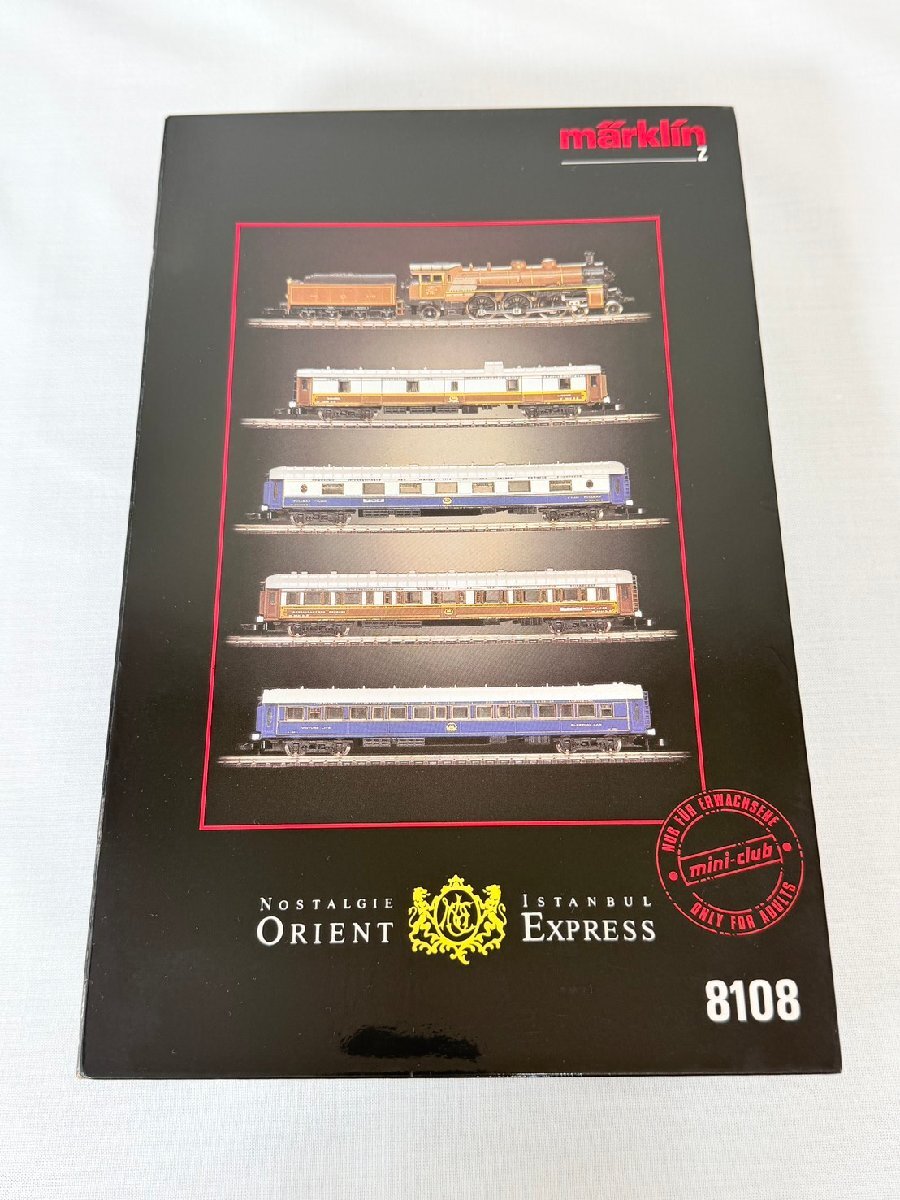 märklin
Z
NUR FÜR ERWACHSENE
mini-club
ONLY FOR ADULTS
NOSTALGIE ISTANBUL
ORIENT EXPRESS
8108